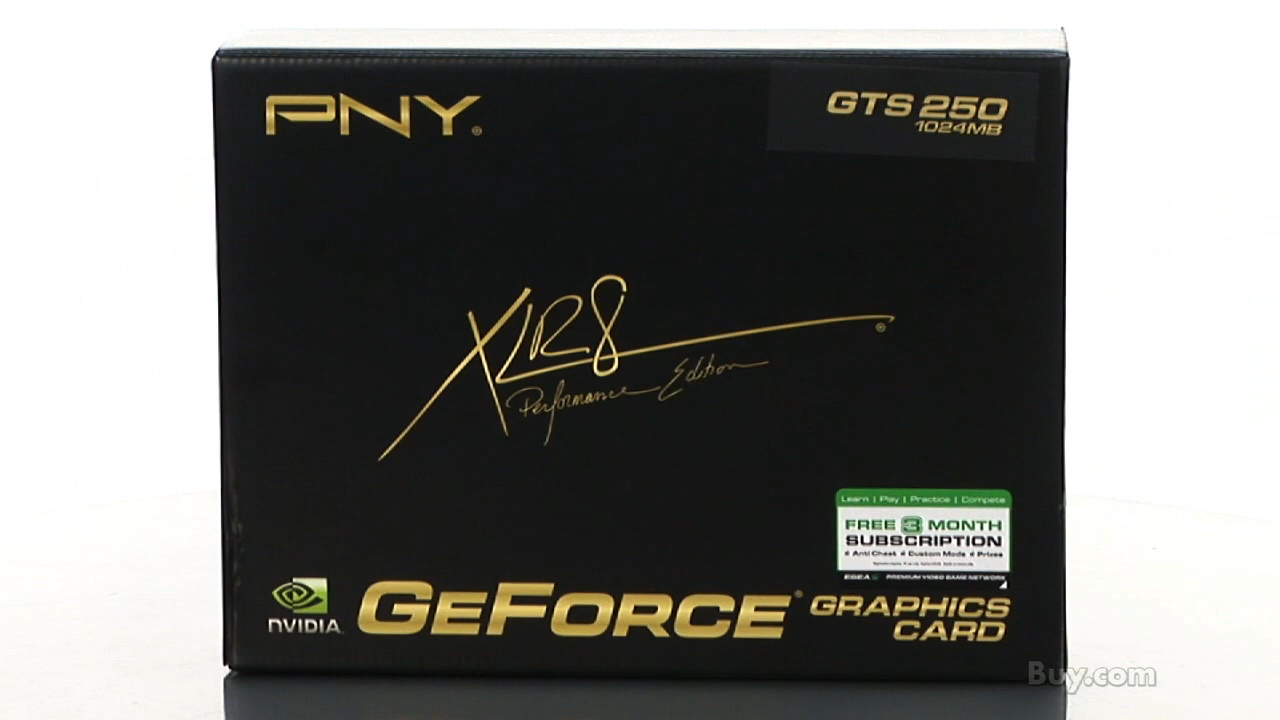 PNY®
GTS 250
1024MB
XLR8®
Performance Edition
Learn | Play | Practice | Compete
FREE 3 MONTH
SUBSCRIPTION
Anti Cheat Custom Mode Prizes
ESEA PREMIUM VIDEO GAME NETWORK
NVIDIA
GEFORCE® GRAPHICS
CARD
Buy.com